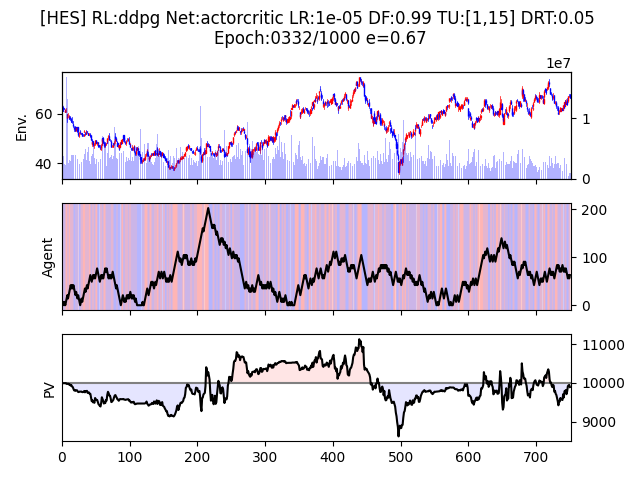 [HES] RL:ddpg Net:actorcritic LR:1e-05 DF:0.99 TU:[1,15] DRT:0.05
Epoch:0332/1000 e=0.67
1e7
Env.
60
40
1
0
Agent
200
100
0
PV
11000
10000
9000
0 100 200 300 400 500 600 700